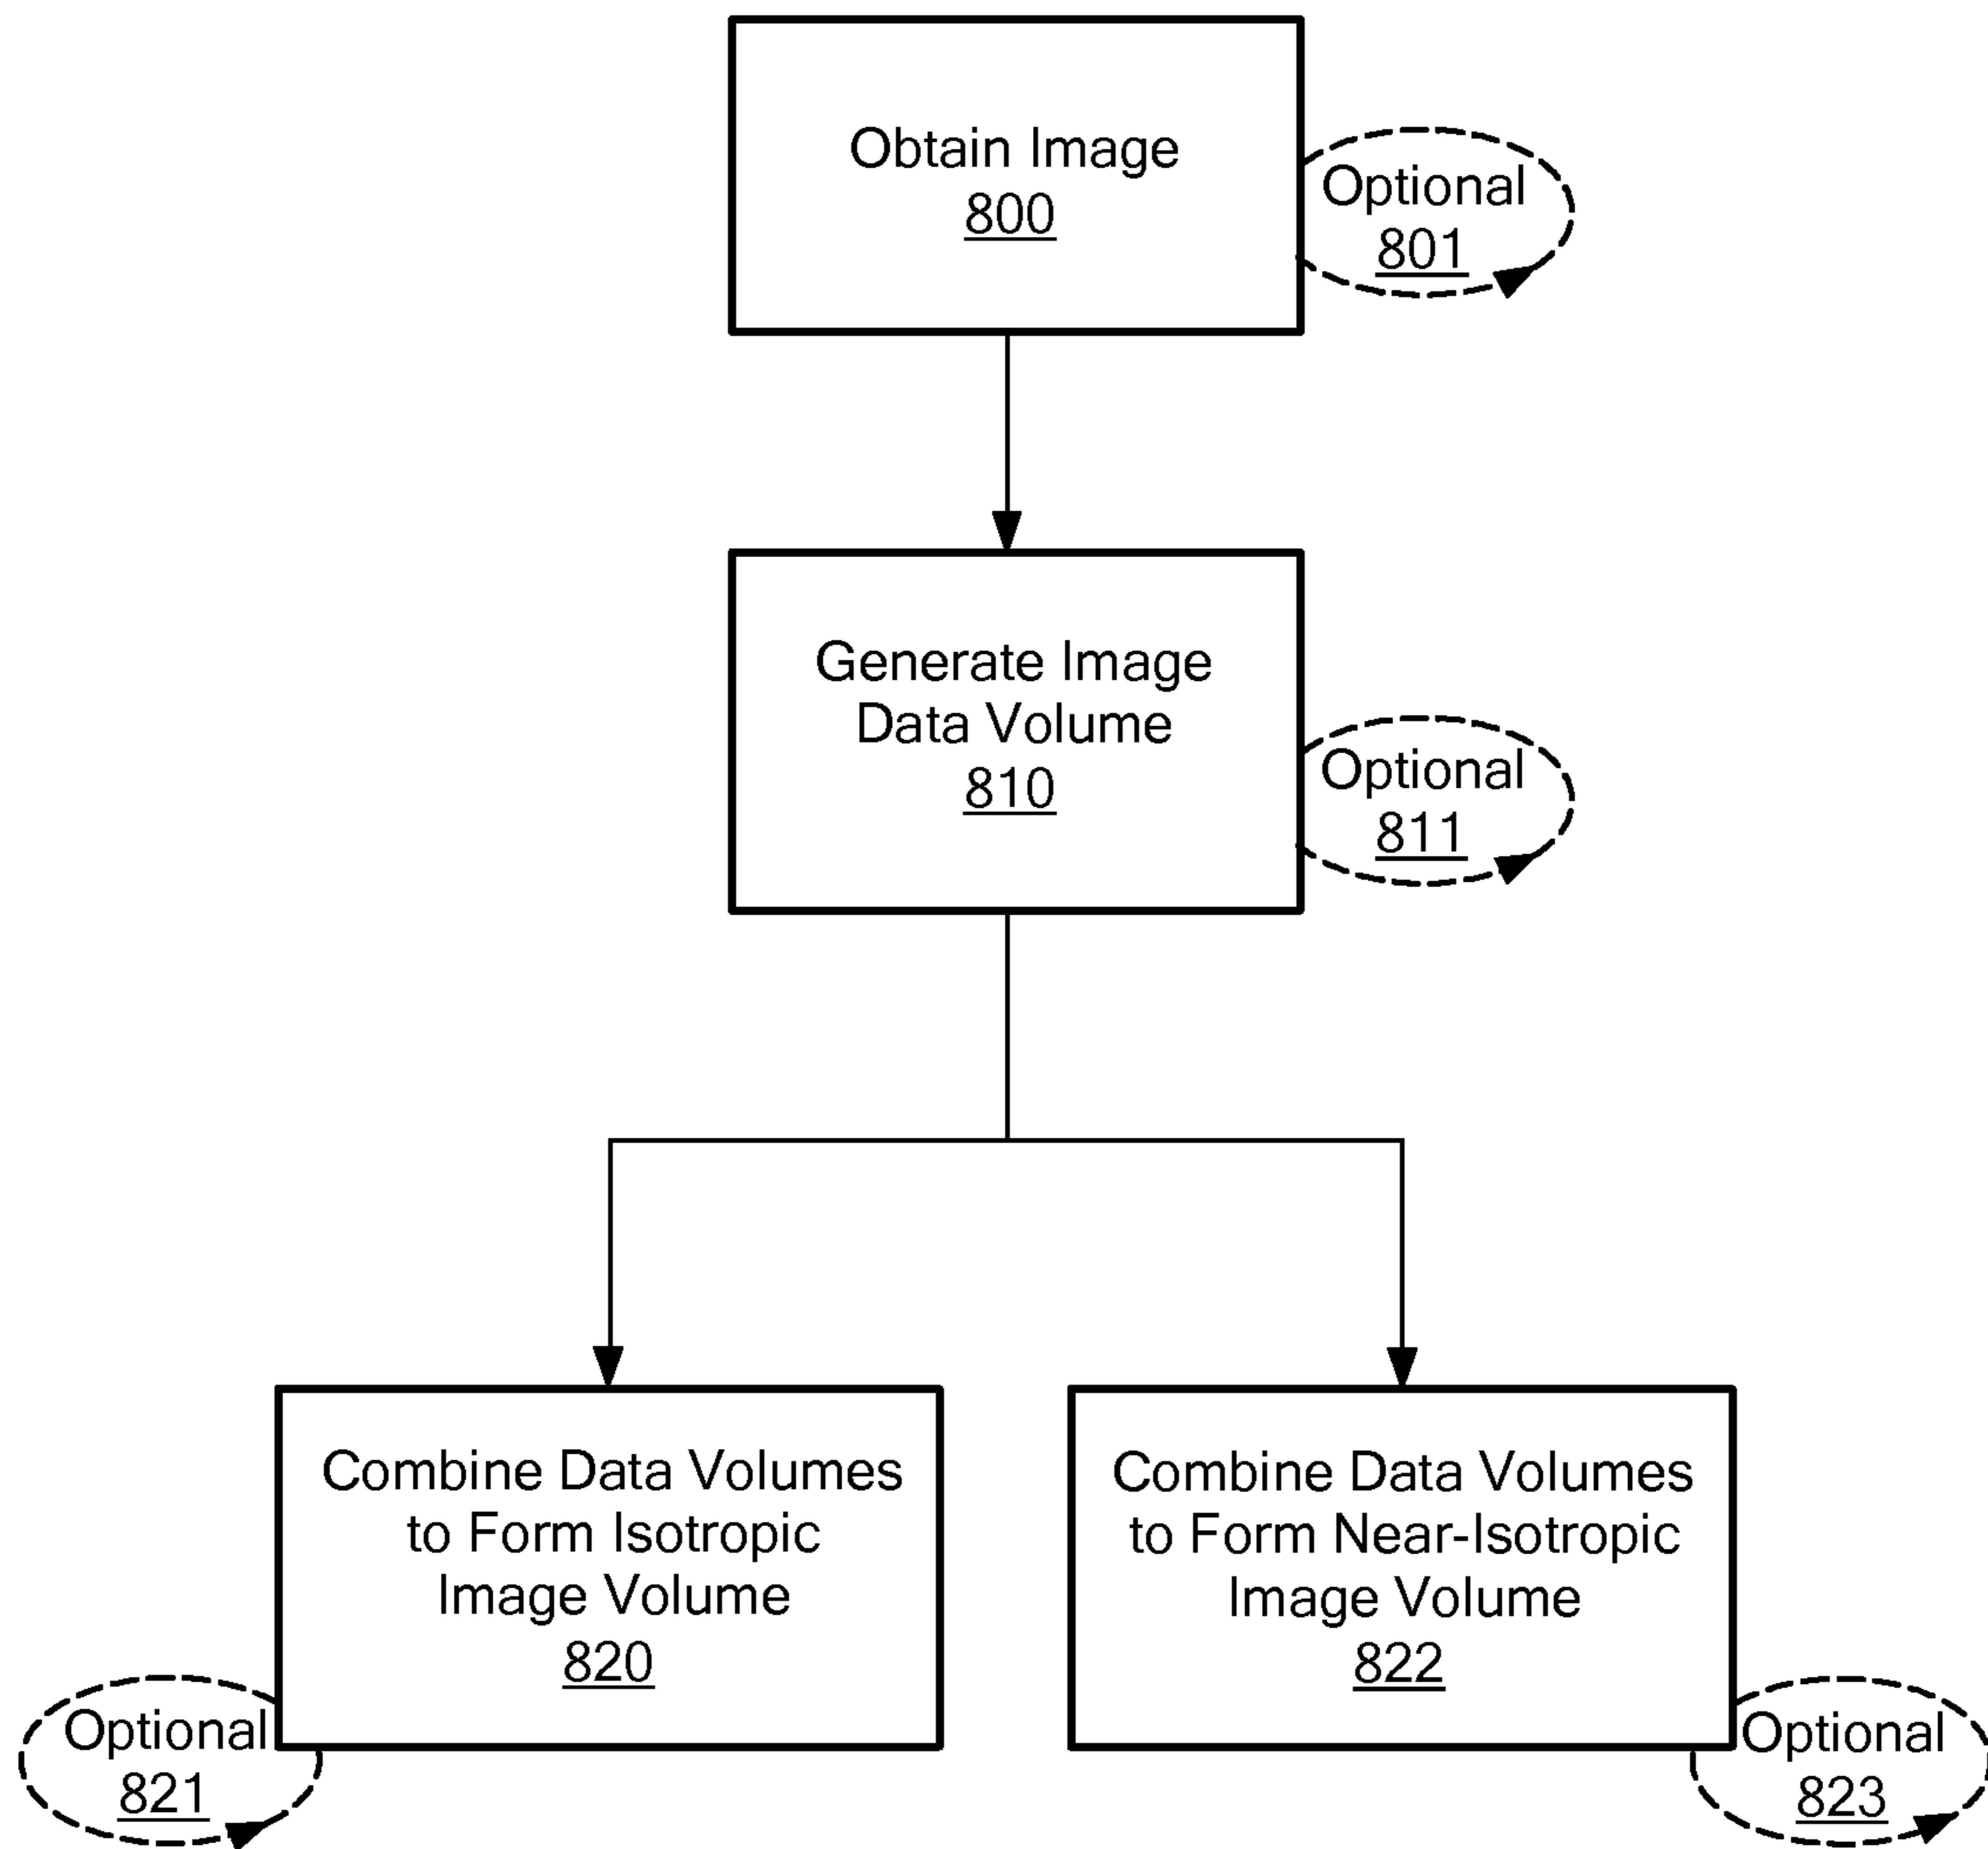 Obtain Image
800
Optional
801
Generate Image
Data Volume
810
Optional
811
Combine Data Volumes
to Form Isotropic
Image Volume
820
Optional
821
Combine Data Volumes
to Form Near-Isotropic
Image Volume
822
Optional
823